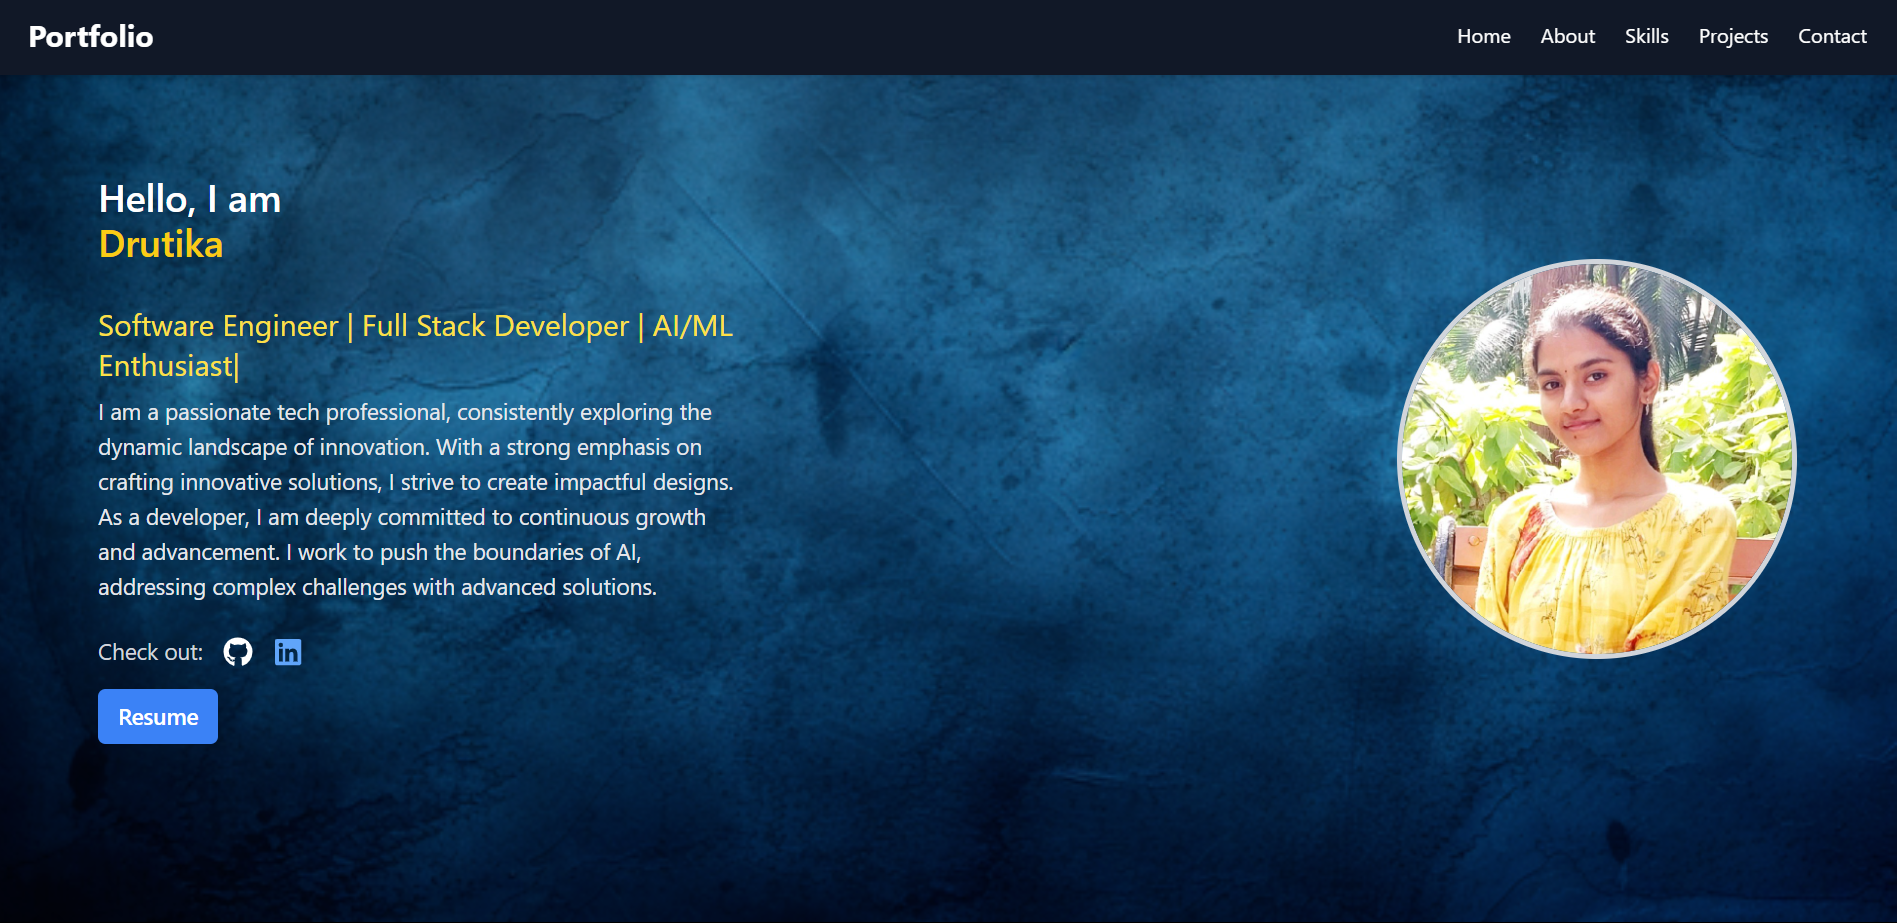 Portfolio
Home About Skills Projects Contact
Hello, I am
Drutika
Software Engineer | Full Stack Developer | AI/ML
Enthusiast|
I am a passionate tech professional, consistently exploring the
dynamic landscape of innovation. With a strong emphasis on
crafting innovative solutions, I strive to create impactful designs.
As a developer, I am deeply committed to continuous growth
and advancement. I work to push the boundaries of AI,
addressing complex challenges with advanced solutions.
Check out: in
Resume